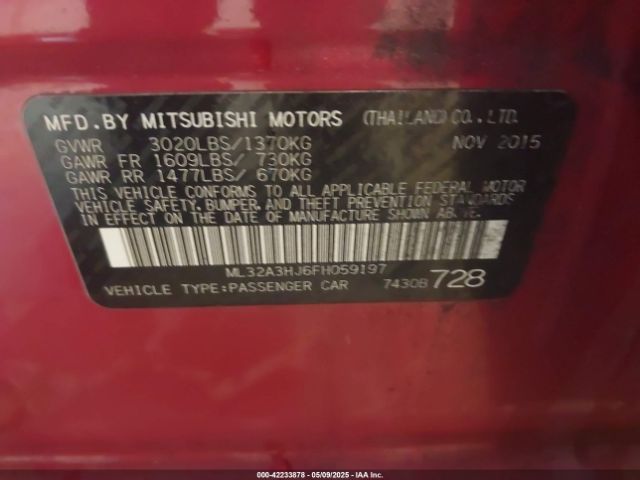 MFD.BY MITSUBISHI MOTORS (THAILAND)CO.,LTD.
GVWR 3020LBS/1370KG NOV 2015
GAWR FR 1609LBS/ 730KG
GAWR RR 1477LBS/ 670KG
THIS VEHICLE CONFORMS TO ALL APPLICABLE FEDERAL MOTOR
VEHICLE SAFETY, BUMPER, AND THEFT PREVENTION STANDARDS
IN EFFECT ON THE DATE OF MANUFACTURE SHOWN ABOVE.
ML32A3HJ6FH059197
VEHICLE TYPE:PASSENGER CAR 7430B 728
000-42233878 - 05/09/2025 - IAA Inc.